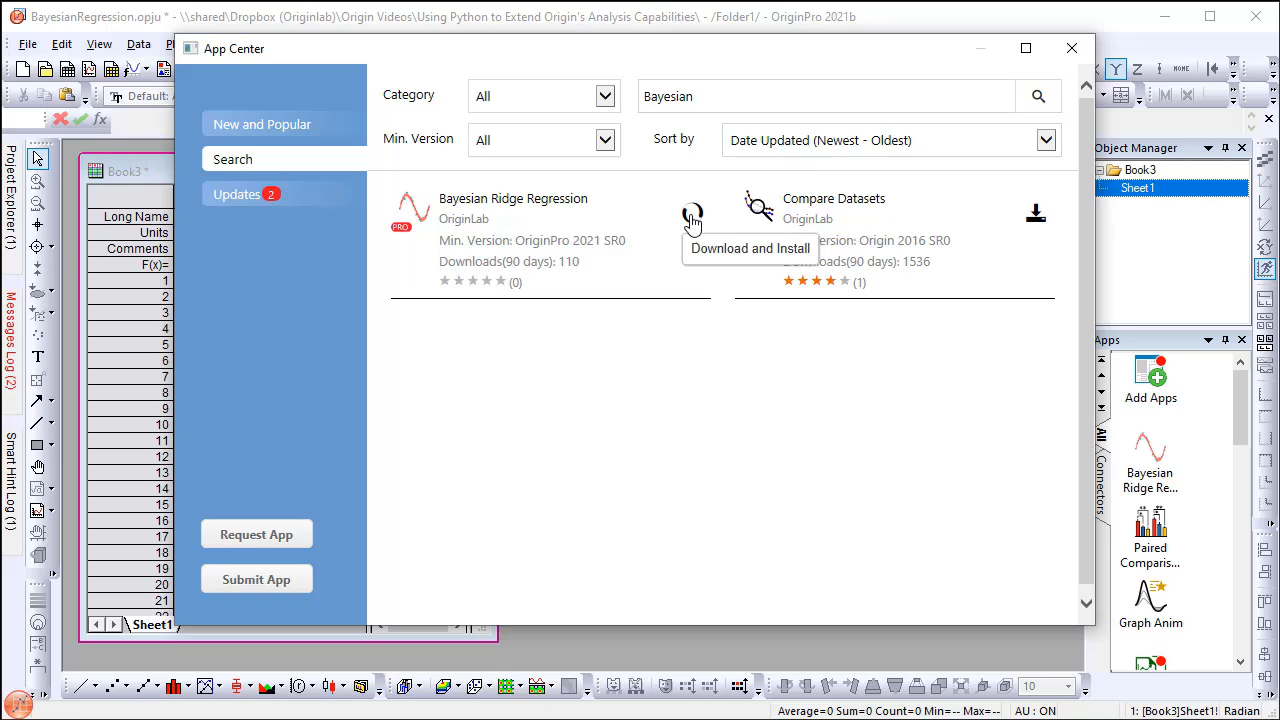 BayesianRegression.opju * - \\shared\Dropbox (Originlab)\Origin Videos\Using Python to Extend Origin's Analysis Capabilities\ - /Folder1/ - OriginPro 2021b
File Edit View Data
App Center
Default:
NONE
Category All Bayesian
Min. Version All Sort by Date Updated (Newest - Oldest)
New and Popular
Search
Updates 2
Bayesian Ridge Regression
OriginLab
PRO
Min. Version: OriginPro 2021 SR0
Downloads(90 days): 110
(0)
Download and Install
Compare Datasets
OriginLab
ersion: Origin 2016 SR0
Downloads(90 days): 1536
(1)
Request App
Submit App
Project Explorer (1)
Messages Log (2)
Smart Hint Log (1)
Book3 *
Long Name
Units
Comments
F(x)=
1
2
3
4
5
6
7
8
9
10
11
12
13
14
15
16
17
18
19
20
21
Sheet1
Object Manager
Book3
Sheet1
Apps
All
Connectors
Add Apps
Bayesian
Ridge Re...
Paired
Comparis...
Graph Anim
10
Average=0 Sum=0 Count=0 Min=-- Max=-- AU : ON 1: [Book3]Sheet1! Radian